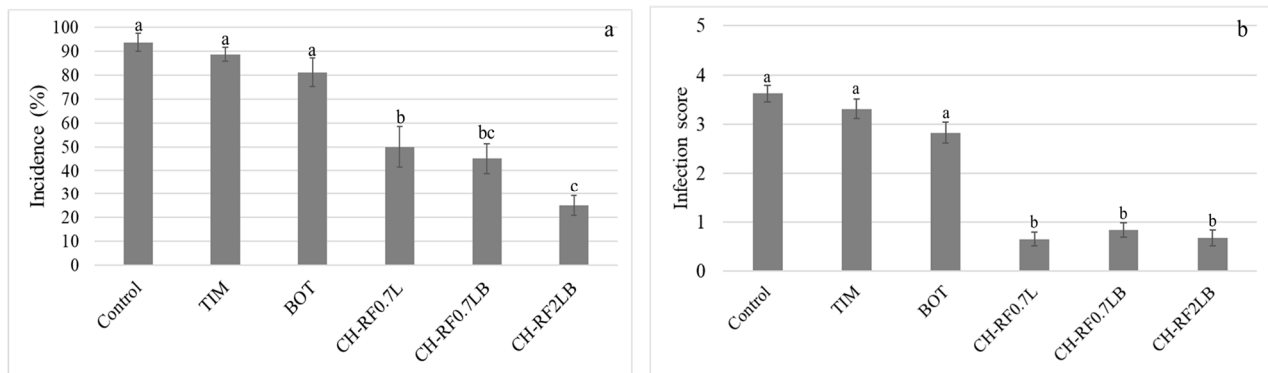 a
Incidence (%)
100
90
80
70
60
50
40
30
20
10
0
a
a
a
b
bc
c
Control
TIM
BOT
CH-RF0.7L
CH-RF0.7LB
CH-RF2LB
b
Infection score
5
4
3
2
1
0
a
a
a
b
b
b
Control
TIM
BOT
CH-RF0.7L
CH-RF0.7LB
CH-RF2LB